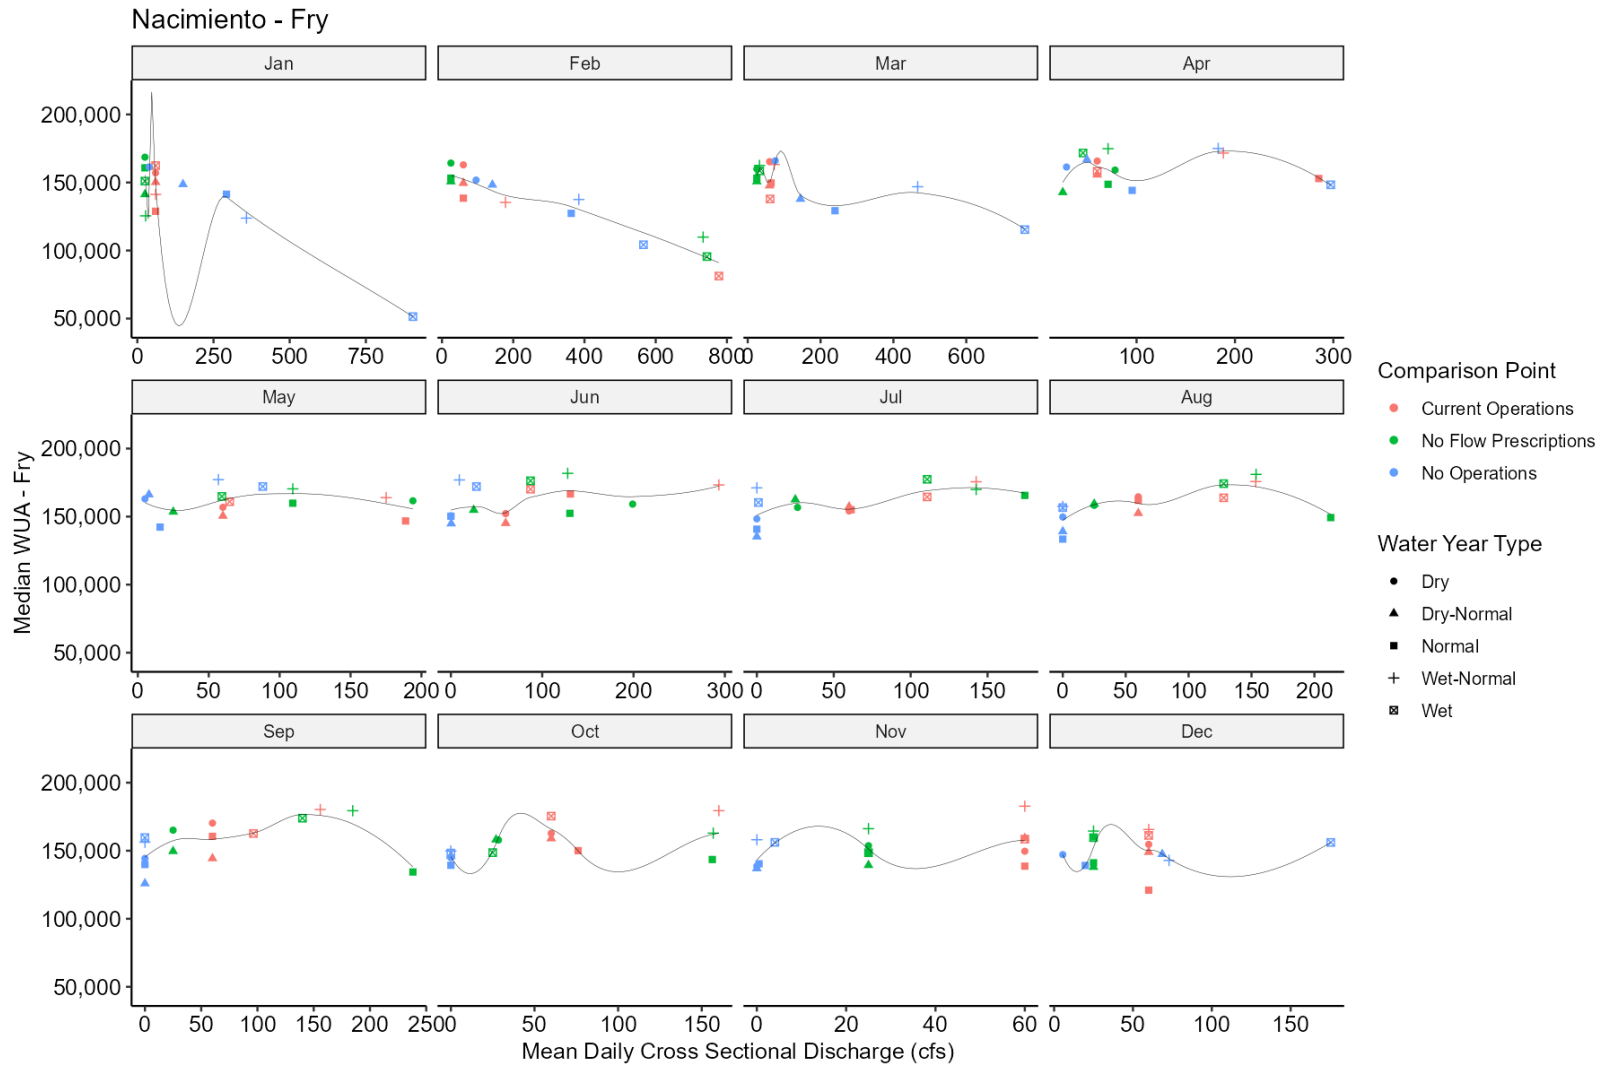 Nacimiento - Fry
Jan Feb Mar Apr
200,000
150,000
100,000
50,000
0 250 500 750 0 200 400 600 800 0 200 400 600 100 200 300
May Jun Jul Aug
200,000
150,000
100,000
50,000
0 50 100 150 200 0 100 200 300 0 50 100 150 0 50 100 150 200
Sep Oct Nov Dec
200,000
150,000
100,000
50,000
0 50 100 150 200 250 0 50 100 150 0 20 40 60 0 50 100 150
Mean Daily Cross Sectional Discharge (cfs)
Median WUA - Fry
Comparison Point
Current Operations
No Flow Prescriptions
No Operations
Water Year Type
Dry
Dry-Normal
Normal
Wet-Normal
Wet